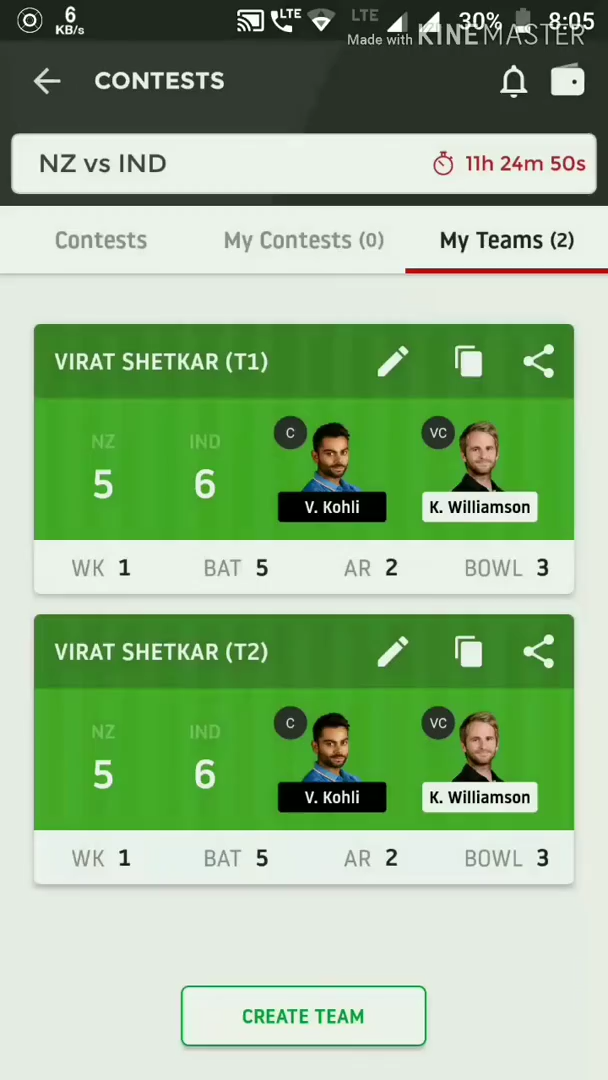 6
KB/s
LTE
LTE
30%
8:05
Made with KINEMASTER
CONTESTS
NZ vs IND
11h 24m 50s
Contests
My Contests (0)
My Teams (2)
VIRAT SHETKAR (T1)
NZ
IND
C
VC
5
6
V. Kohli
K. Williamson
WK 1
BAT 5
AR 2
BOWL 3
VIRAT SHETKAR (T2)
NZ
IND
C
VC
5
6
V. Kohli
K. Williamson
WK 1
BAT 5
AR 2
BOWL 3
CREATE TEAM